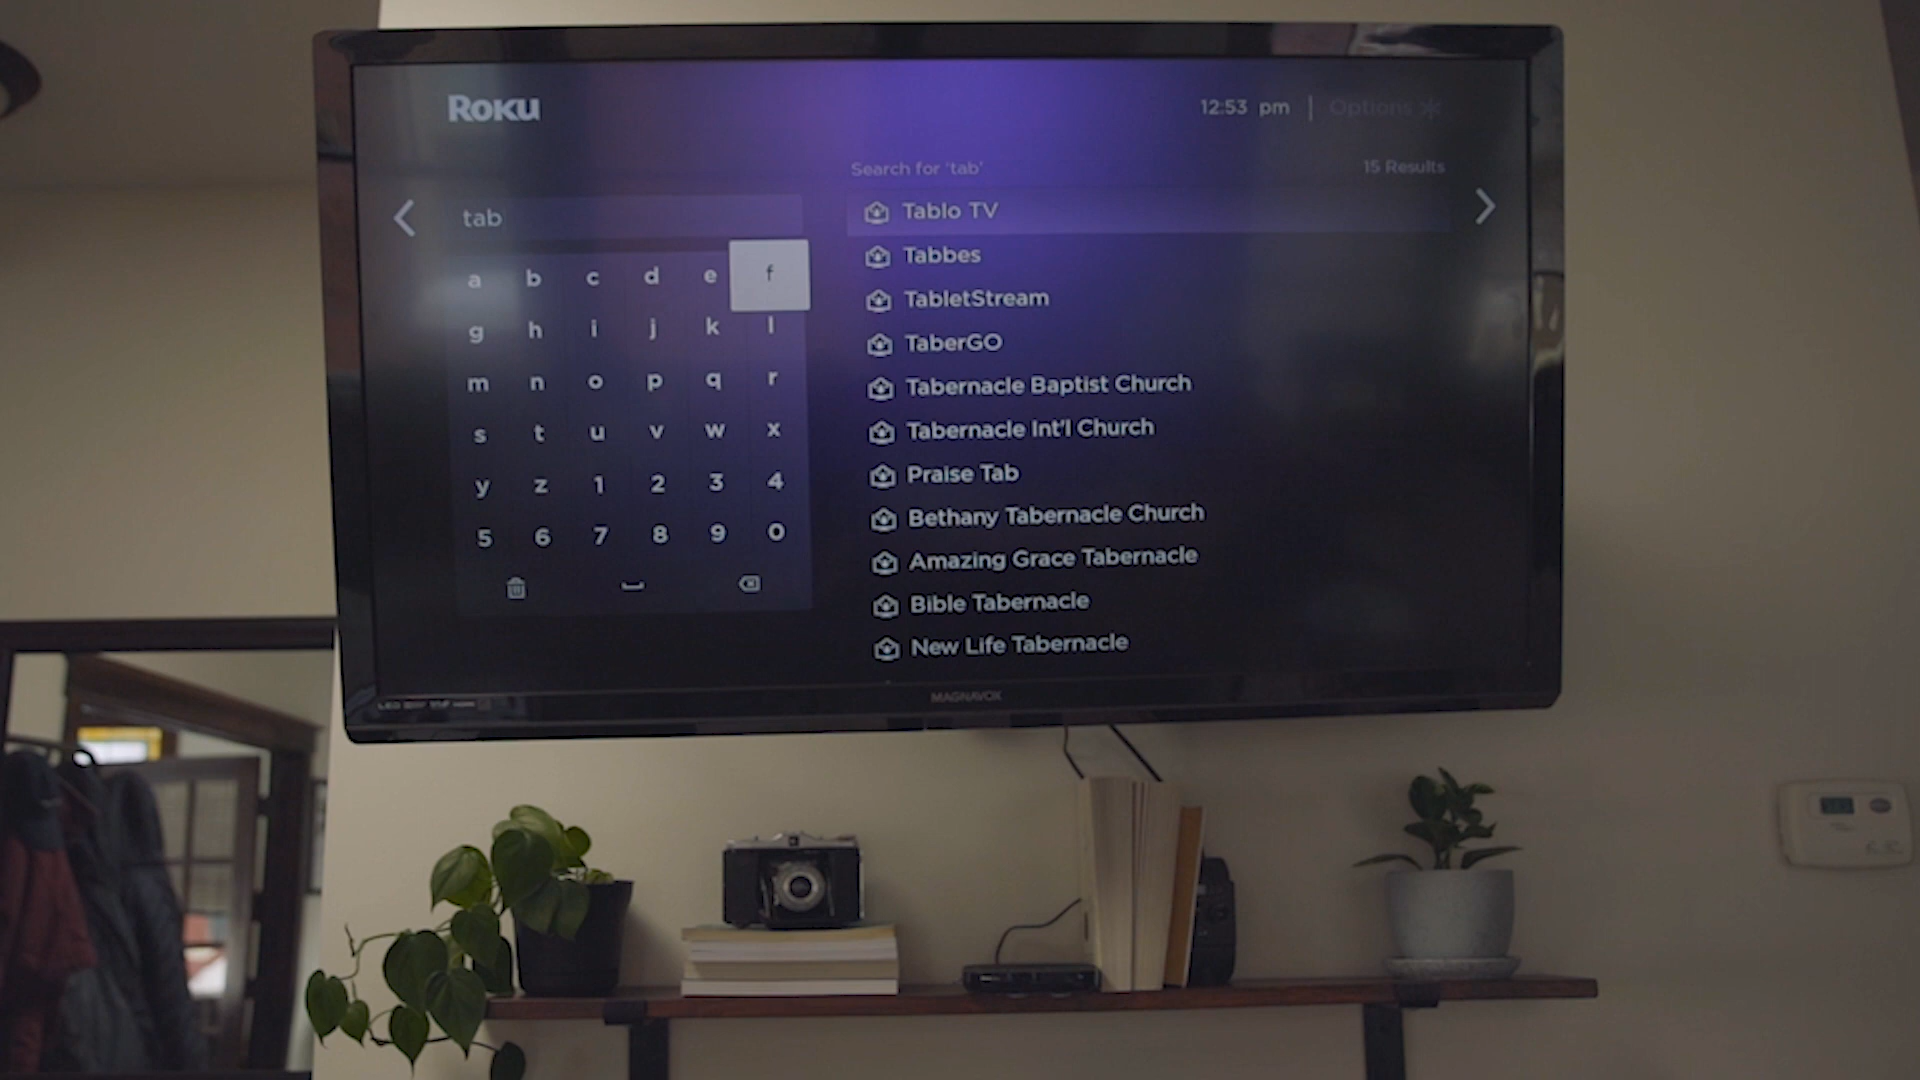 Roku
12:53 pm | Options
Search for 'tab'
15 Results
tab
a b c d e f
g h i j k l
m n o p q r
s t u v w x
y z 1 2 3 4
5 6 7 8 9 0
Tablo TV
Tabbes
TabletStream
TaberGO
Tabernacle Baptist Church
Tabernacle Int'l Church
Praise Tab
Bethany Tabernacle Church
Amazing Grace Tabernacle
Bible Tabernacle
New Life Tabernacle
MAGNAVOX